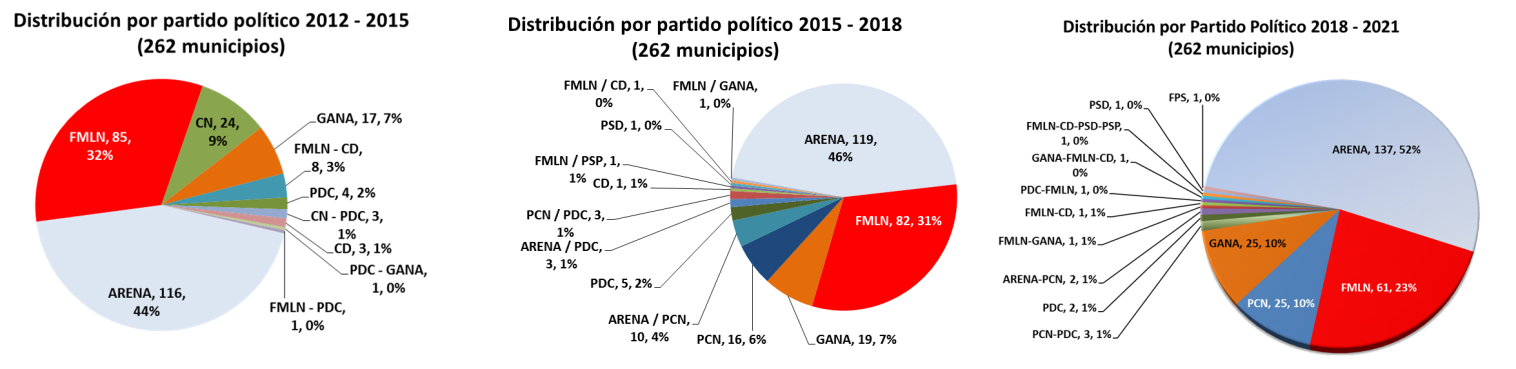 Distribución por partido político 2012 - 2015
(262 municipios)
FMLN, 85,
32%
CN, 24,
9%
GANA, 17, 7%
FMLN - CD,
8, 3%
PDC, 4, 2%
CN - PDC, 3,
1%
CD, 3, 1%
PDC - GANA,
1, 0%
FMLN - PDC,
1, 0%
ARENA, 116,
44%
Distribución por partido político 2015 - 2018
(262 municipios)
FMLN / CD, 1,
0%
FMLN / GANA,
1, 0%
PSD, 1, 0%
FMLN / PSP, 1
1%
CD, 1, 1%
PCN / PDC, 3,
1%
ARENA / PDC,
3, 1%
PDC, 5, 2%
ARENA / PCN,
10, 4%
PCN, 16, 6%
GANA, 19, 7%
FMLN, 82, 31%
ARENA, 119,
46%
Distribución por Partido Político 2018 - 2021
(262 municipios)
FPS, 1, 0%
PSD, 1, 0%
FMLN-CD-PSD-PSP,
1, 0%
GANA-FMLN-CD, 1,
0%
PDC-FMLN, 1, 0%
FMLN-CD, 1, 1%
FMLN-GANA, 1, 1%
ARENA-PCN, 2, 1%
PDC, 2, 1%
PCN-PDC, 3, 1%
GANA, 25, 10%
PCN, 25, 10%
FMLN, 61, 23%
ARENA, 137, 52%